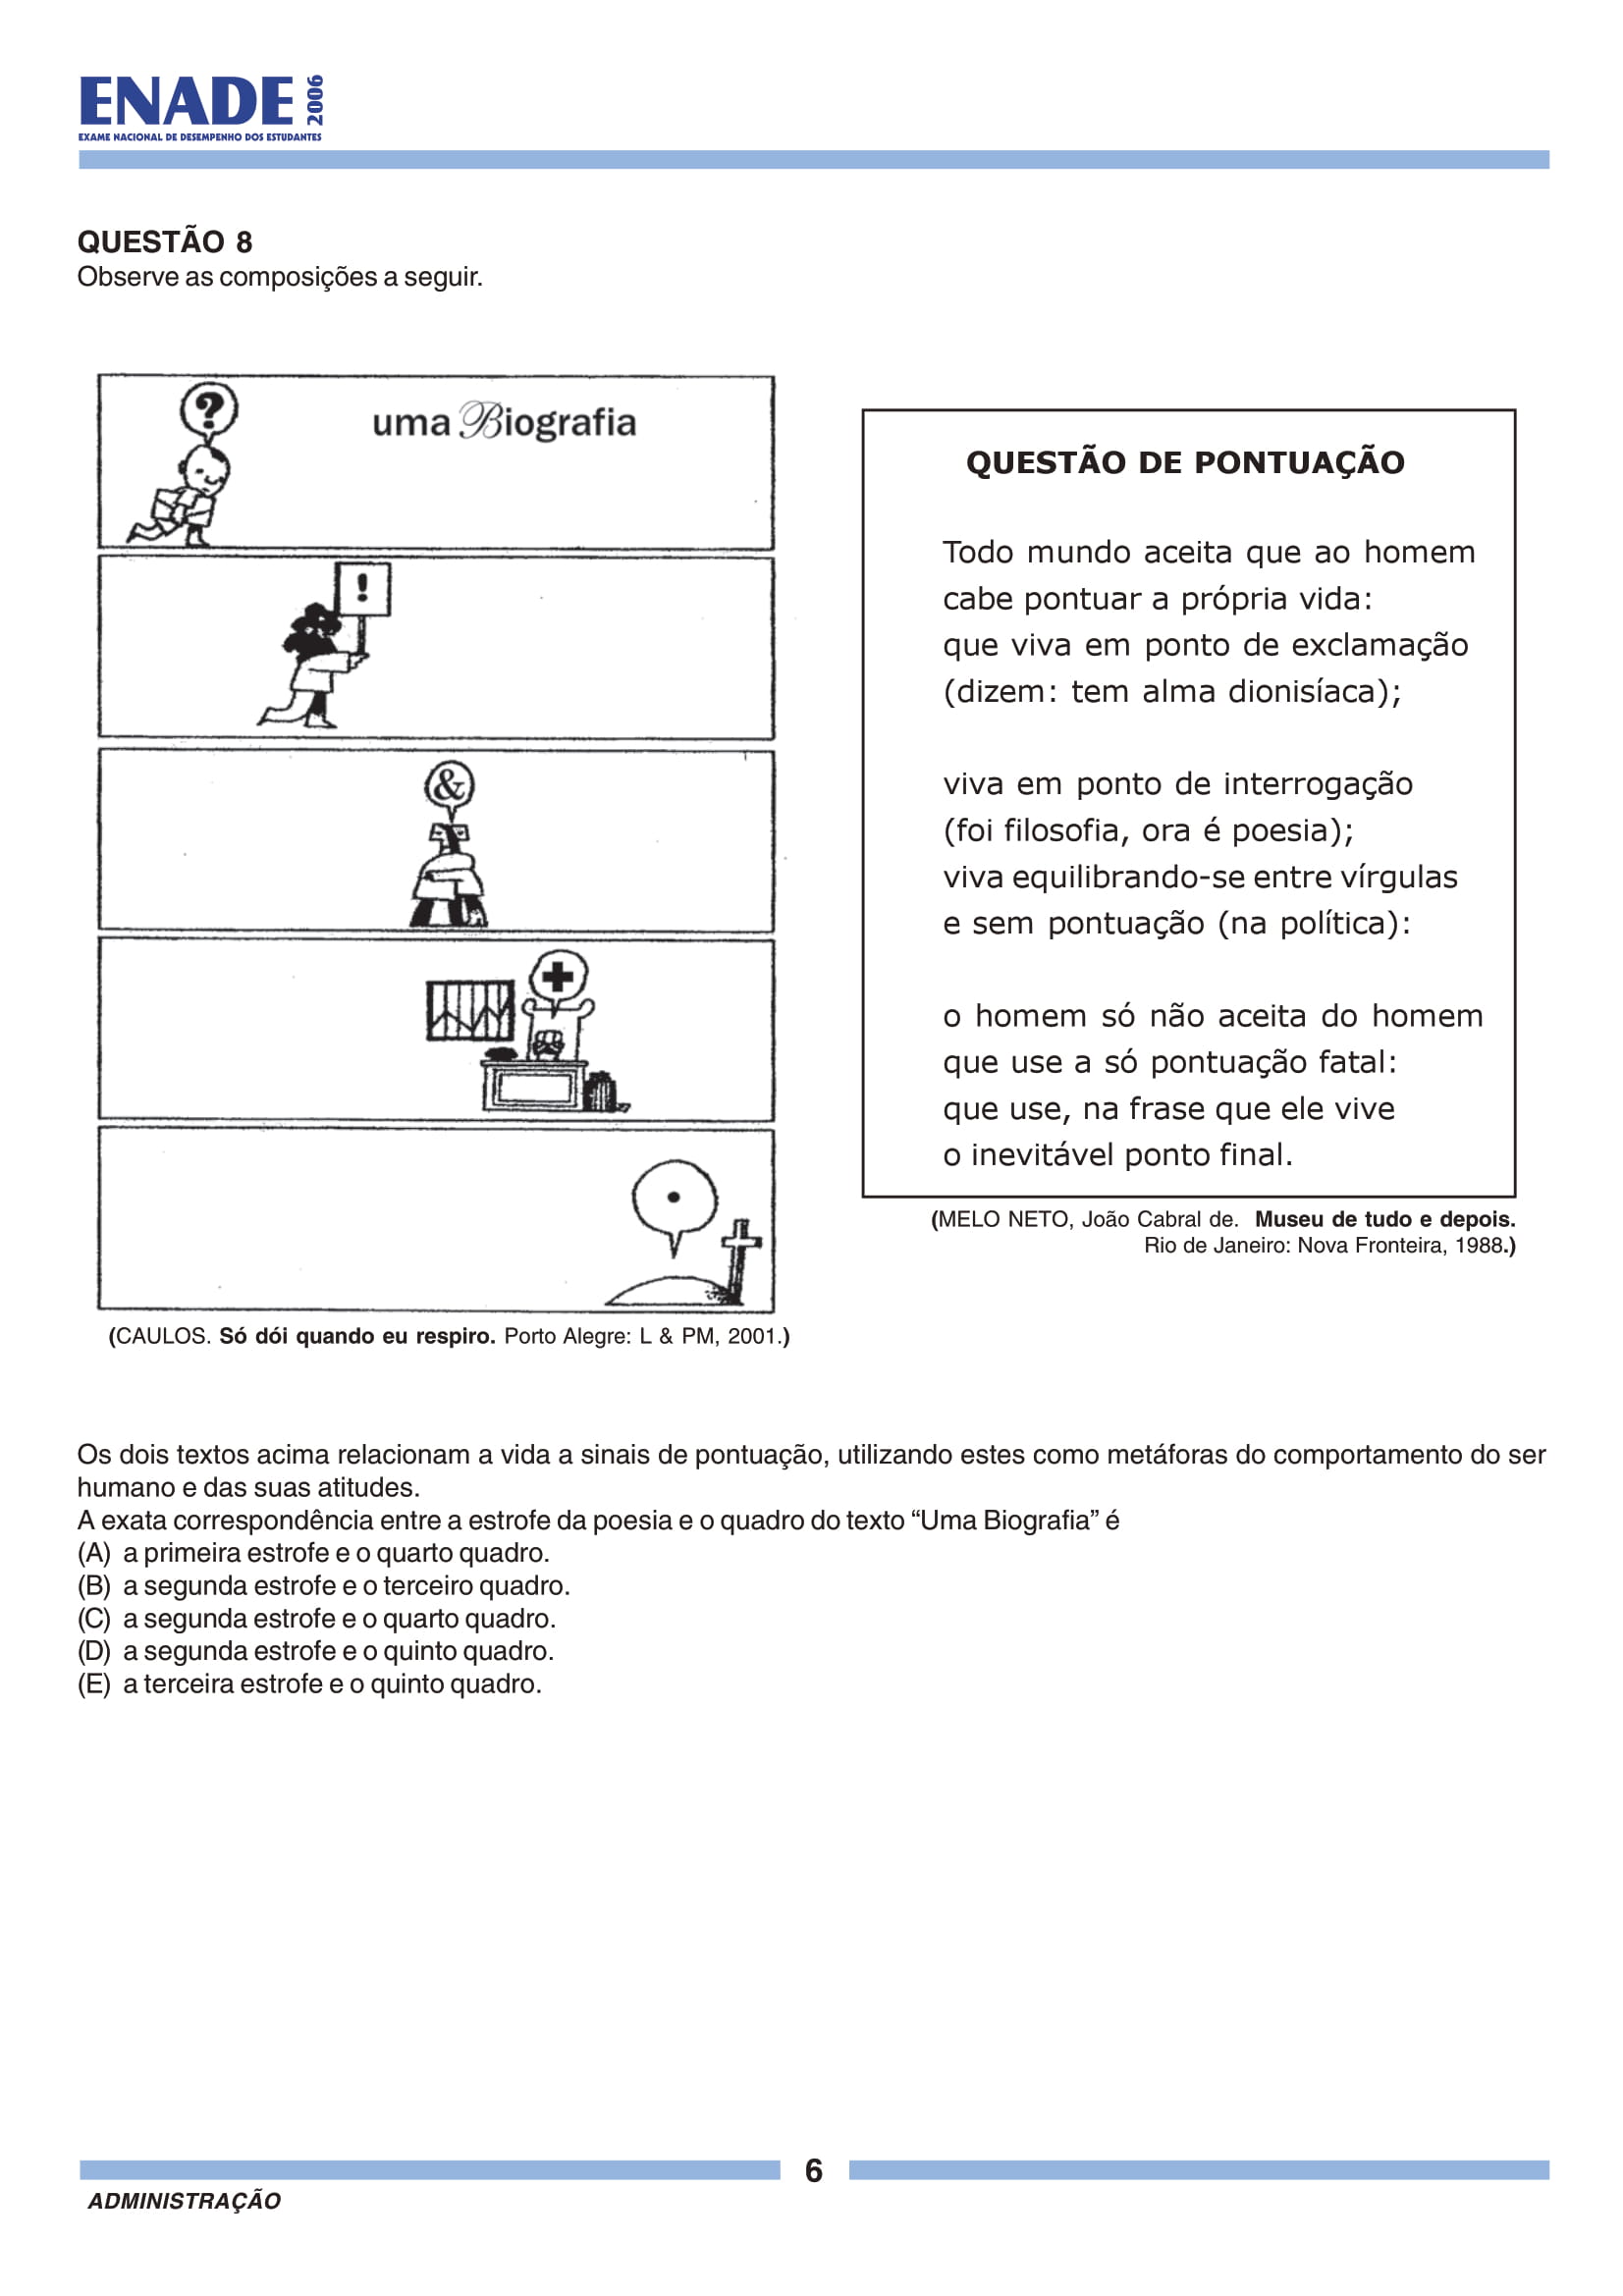 ENADE 2006
EXAME NACIONAL DE DESEMPENHO DOS ESTUDANTES
QUESTÃO 8
Observe as composições a seguir.
?
uma Biografia
!
&
+
.
(CAULOS. Só dói quando eu respiro. Porto Alegre: L & PM, 2001.)
QUESTÃO DE PONTUAÇÃO
Todo mundo aceita que ao homem
cabe pontuar a própria vida:
que viva em ponto de exclamação
(dizem: tem alma dionisíaca);
viva em ponto de interrogação
(foi filosofia, ora é poesia);
viva equilibrando-se entre vírgulas
e sem pontuação (na política):
o homem só não aceita do homem
que use a só pontuação fatal:
que use, na frase que ele vive
o inevitável ponto final.
(MELO NETO, João Cabral de. Museu de tudo e depois.
Rio de Janeiro: Nova Fronteira, 1988.)
Os dois textos acima relacionam a vida a sinais de pontuação, utilizando estes como metáforas do comportamento do ser
humano e das suas atitudes.
A exata correspondência entre a estrofe da poesia e o quadro do texto “Uma Biografia” é
(A) a primeira estrofe e o quarto quadro.
(B) a segunda estrofe e o terceiro quadro.
(C) a segunda estrofe e o quarto quadro.
(D) a segunda estrofe e o quinto quadro.
(E) a terceira estrofe e o quinto quadro.
6
ADMINISTRAÇÃO